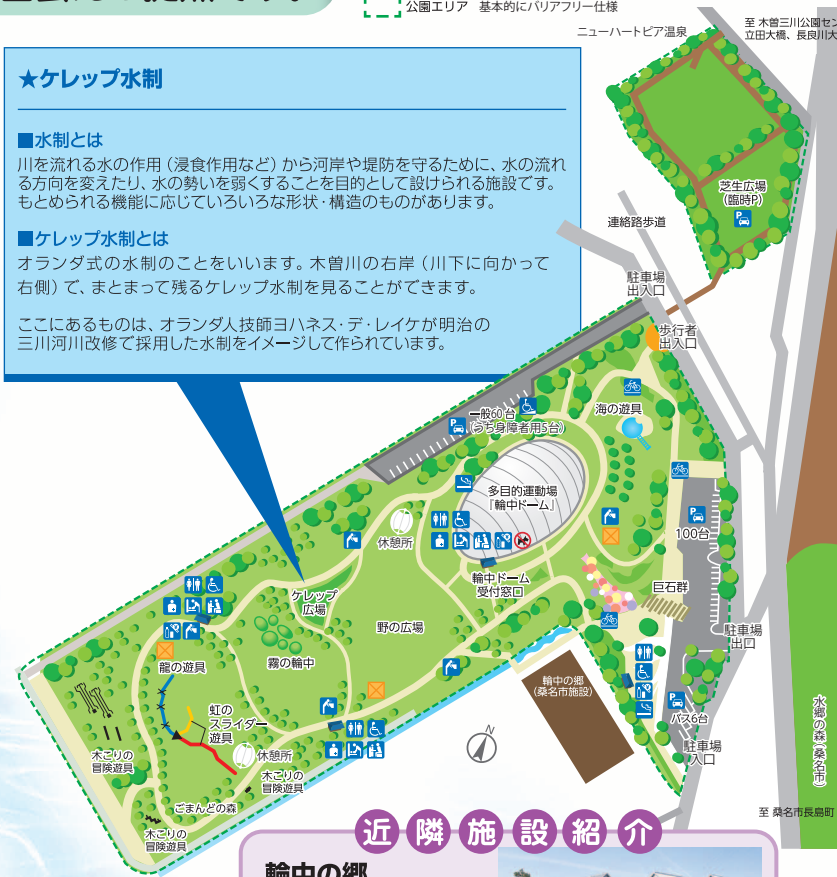 公園エリア 基本的にバリアフリー仕様
ニューハートピア温泉
立田大橋、長良川大
★ケレップ水制
■水制とは
川を流れる水の作用（浸食作用など）から河岸や堤防を守るために、水の流れ
る方向を変えたり、水の勢いを弱くすることを目的として設けられる施設です。
もとめられる機能に応じていろいろな形状・構造のものがあります。
■ケレップ水制とは
オランダ式の水制のことをいいます。木曽川の右岸（川下に向かって
右側）で、まとまって残るケレップ水制を見ることができます。
ここにあるものは、オランダ人技師ヨハネス・デ・レイケが明治の
三川河川改修で採用した水制をイメージして作られています。
至 木曽三川公園セン
芝生広場
（臨時P）
P
連絡路歩道
駐車場
出入口
歩行者
出入口
一般60台
（うち身障者用5台）
P
海の遊具
多目的運動場
『輪中ドーム』
P
100台
休憩所
輪中ドーム
受付窓口
巨石群
ケレップ
広場
野の広場
霧の輪中
龍の遊具
駐車場
出口
輪中の郷
（桑名市施設）
P
バス6台
駐車場
入口
水郷の森（桑名市）
虹の
スライダー
遊具
休憩所
木こりの
冒険遊具
木こりの
冒険遊具
ごまんどの森
木こりの
冒険遊具
N
至 桑名市長島町
近隣施設紹介
輪中の郷